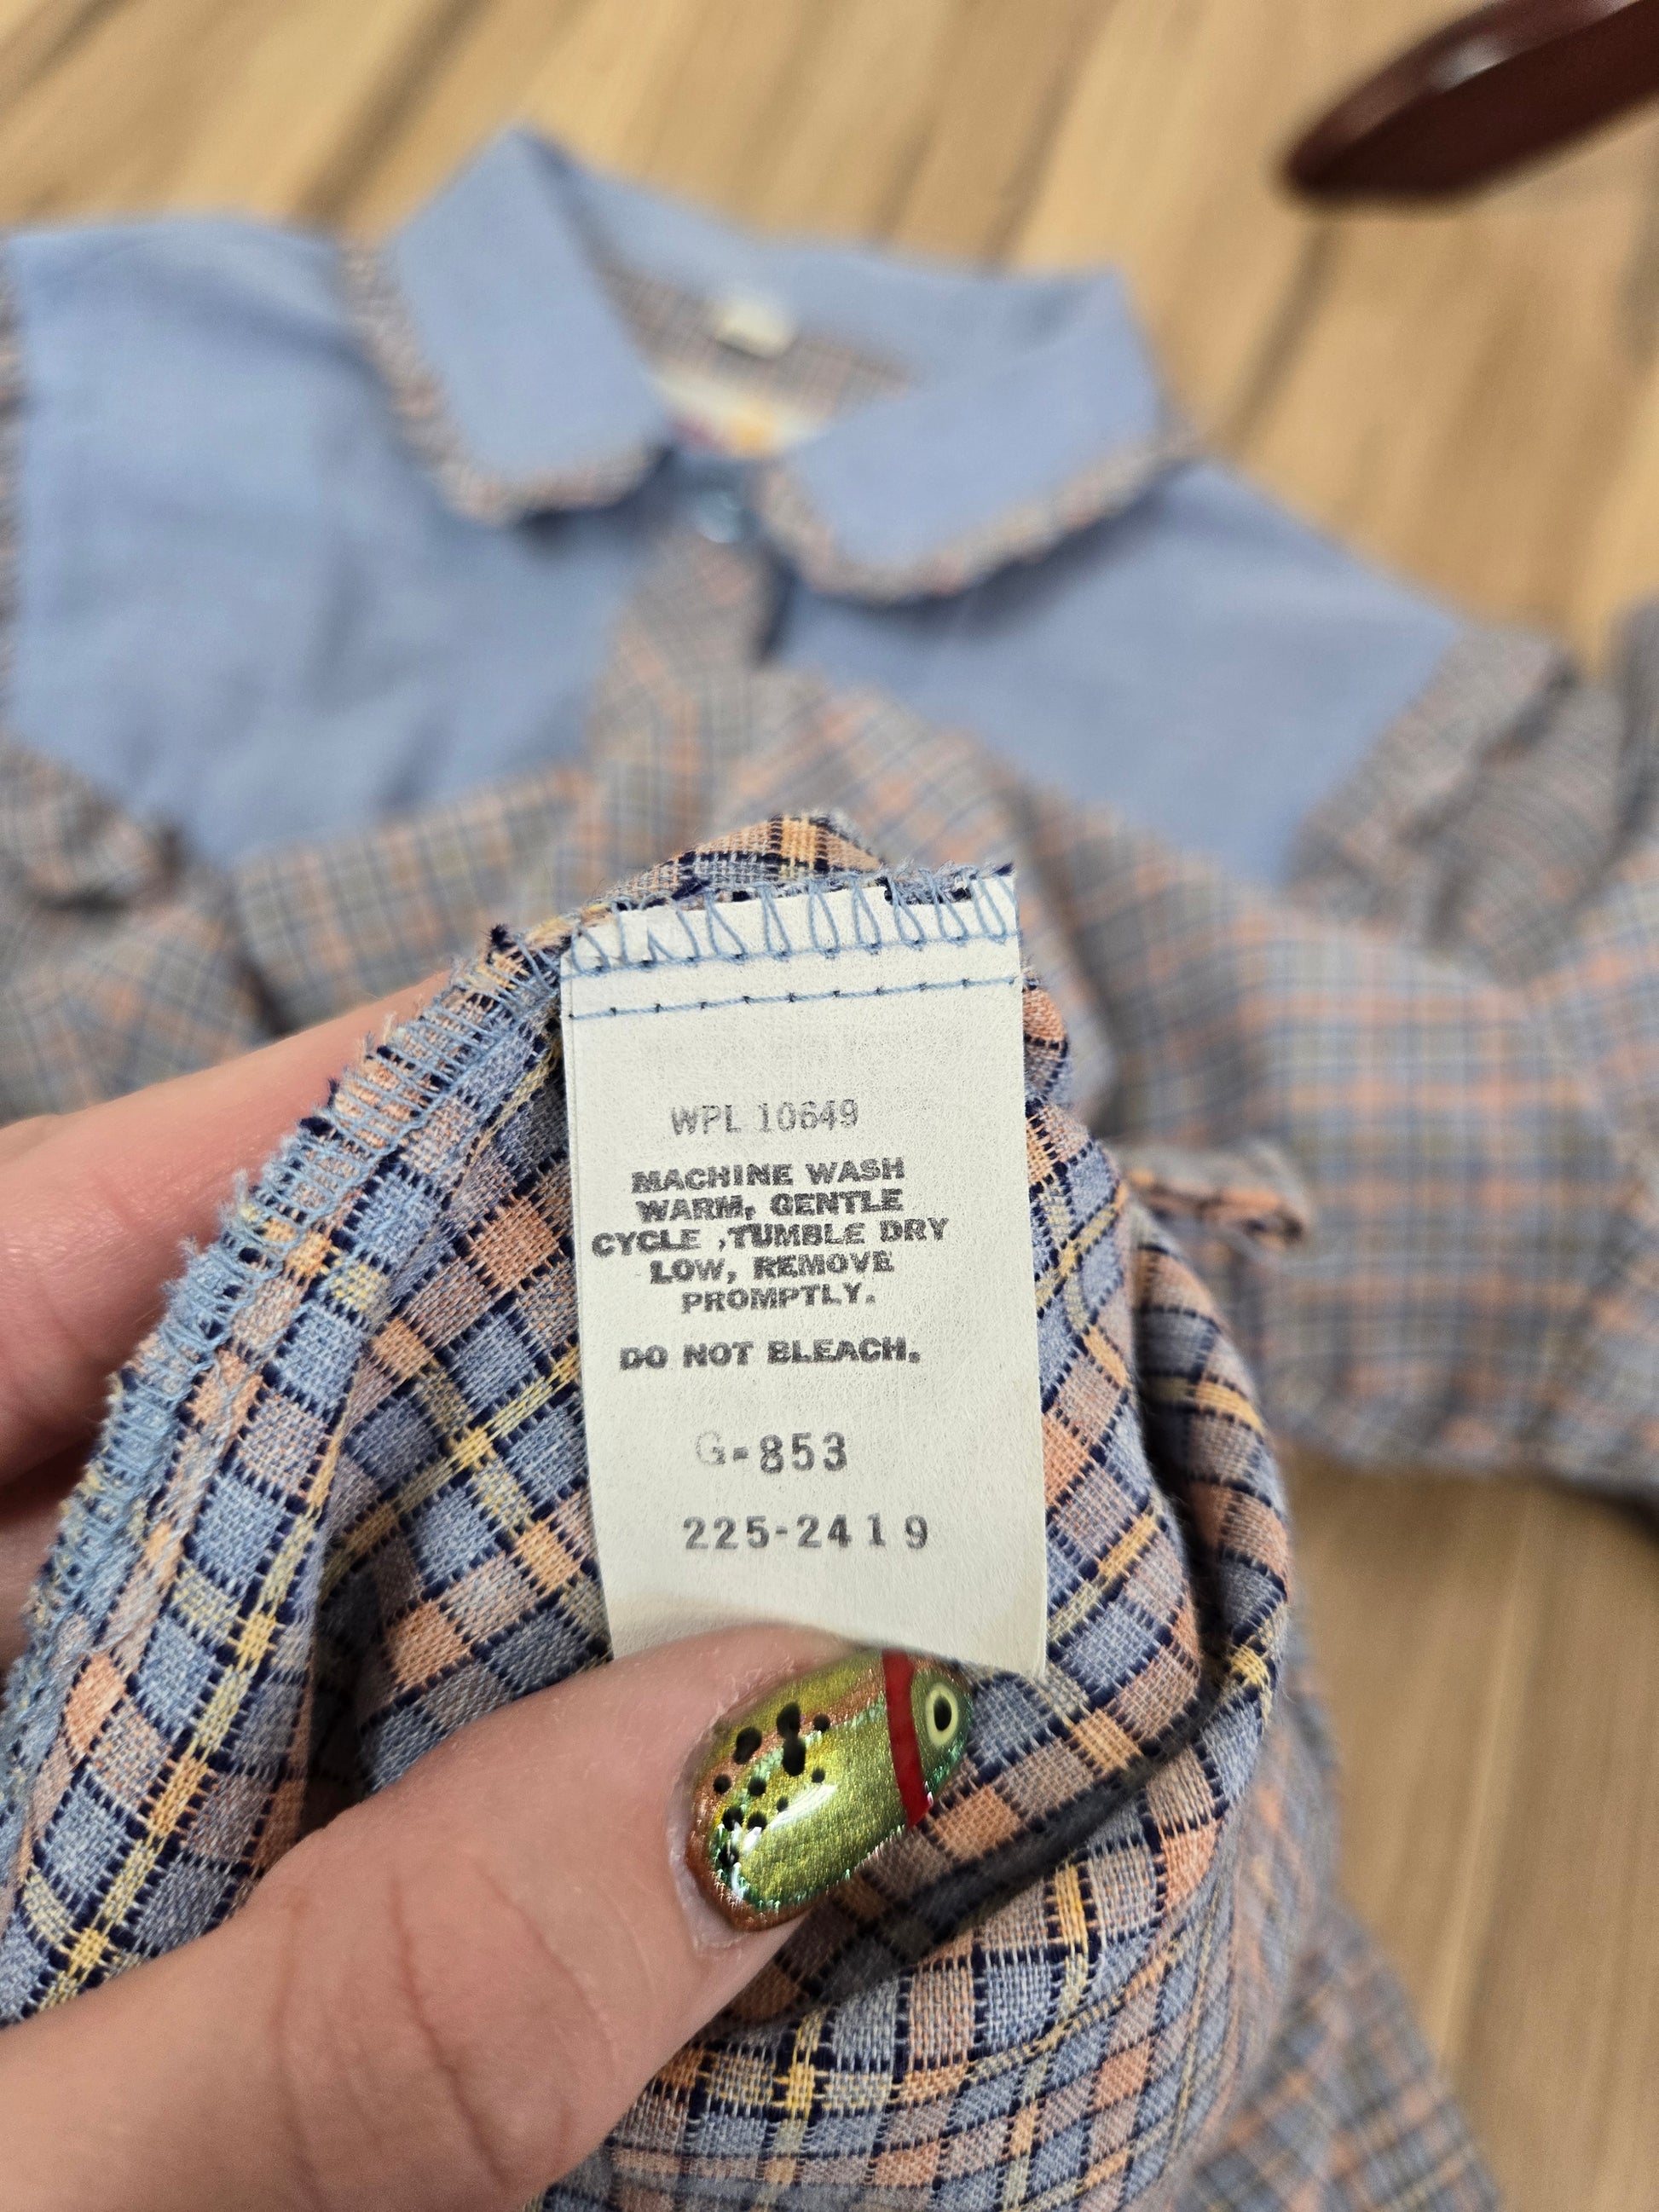 WPL 10649
MACHINE WASH
WARM, GENTLE
CYCLE ,TUMBLE DRY
LOW, REMOVE
PROMPTLY.
DO NOT BLEACH.
G-853
225-2419